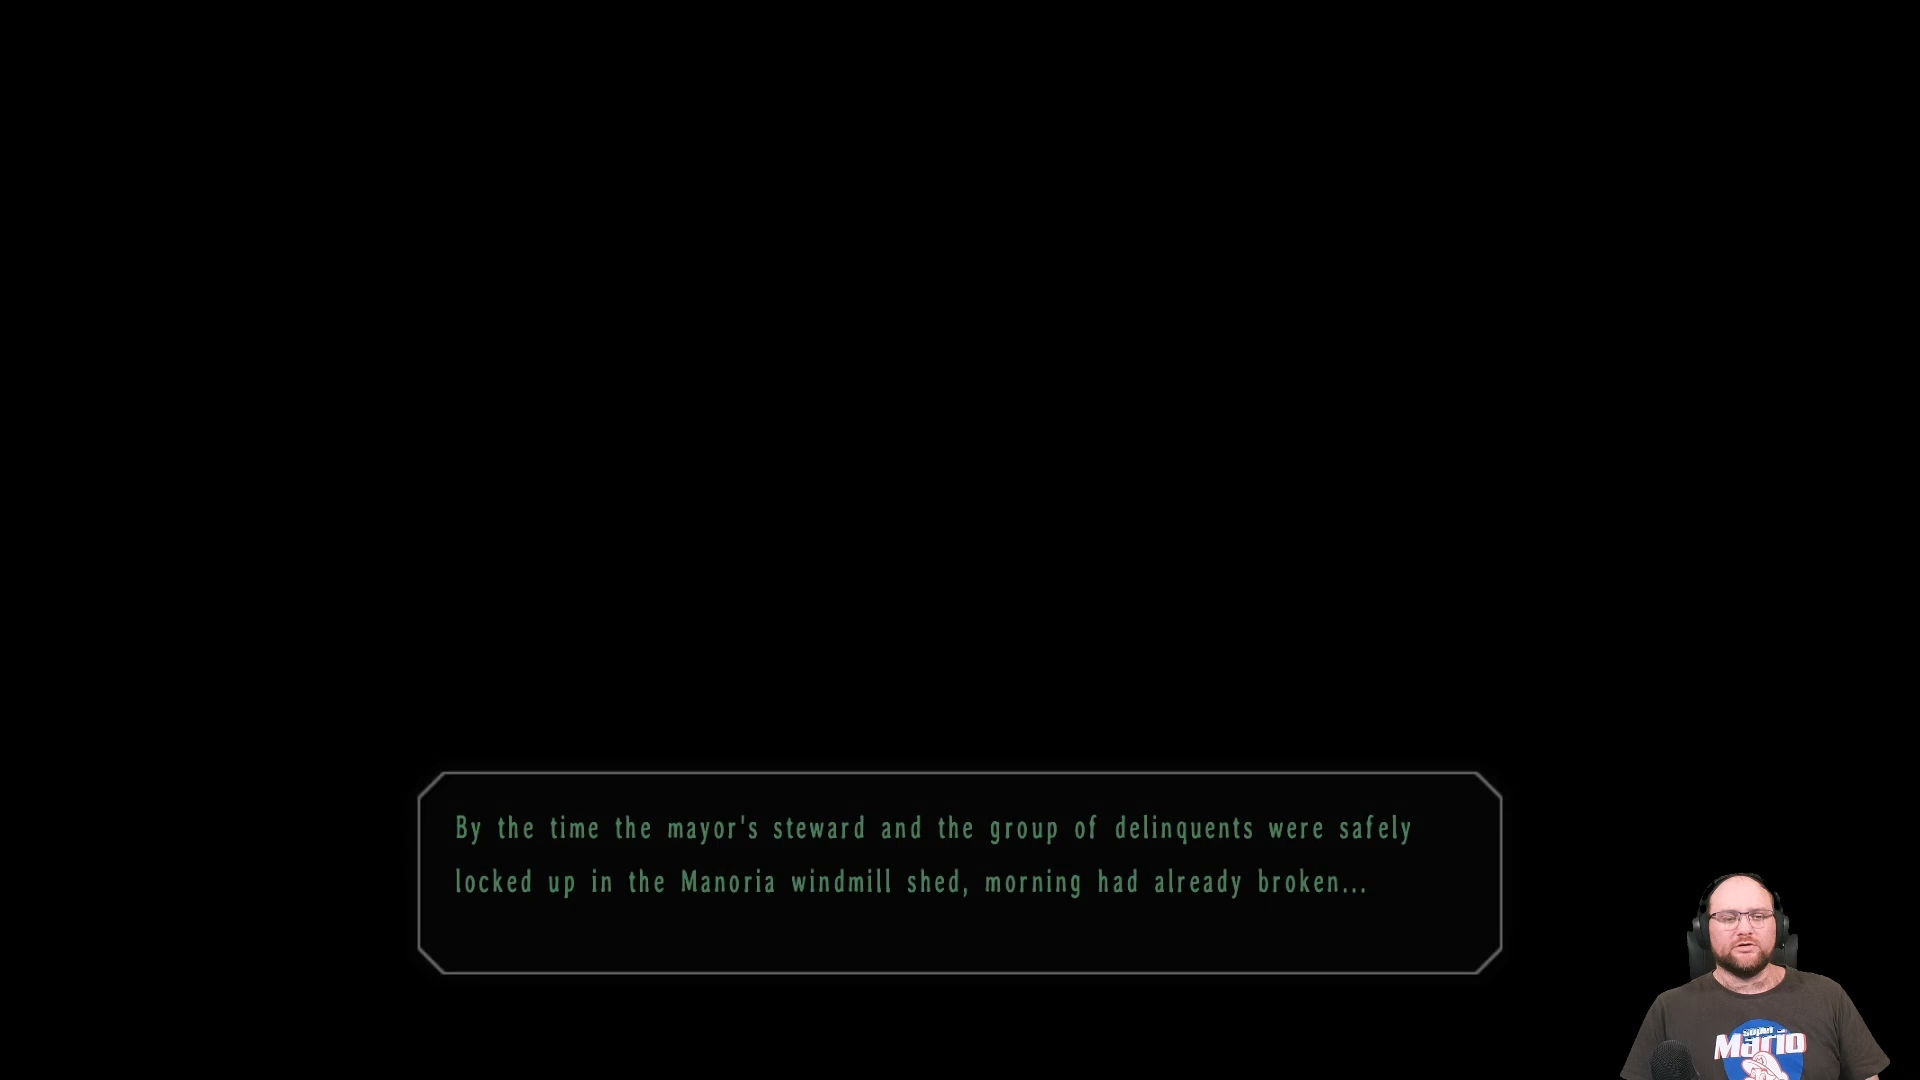 By the time the mayor's steward and the group of delinquents were safely
locked up in the Manoria windmill shed, morning had already broken...
Super
Mario